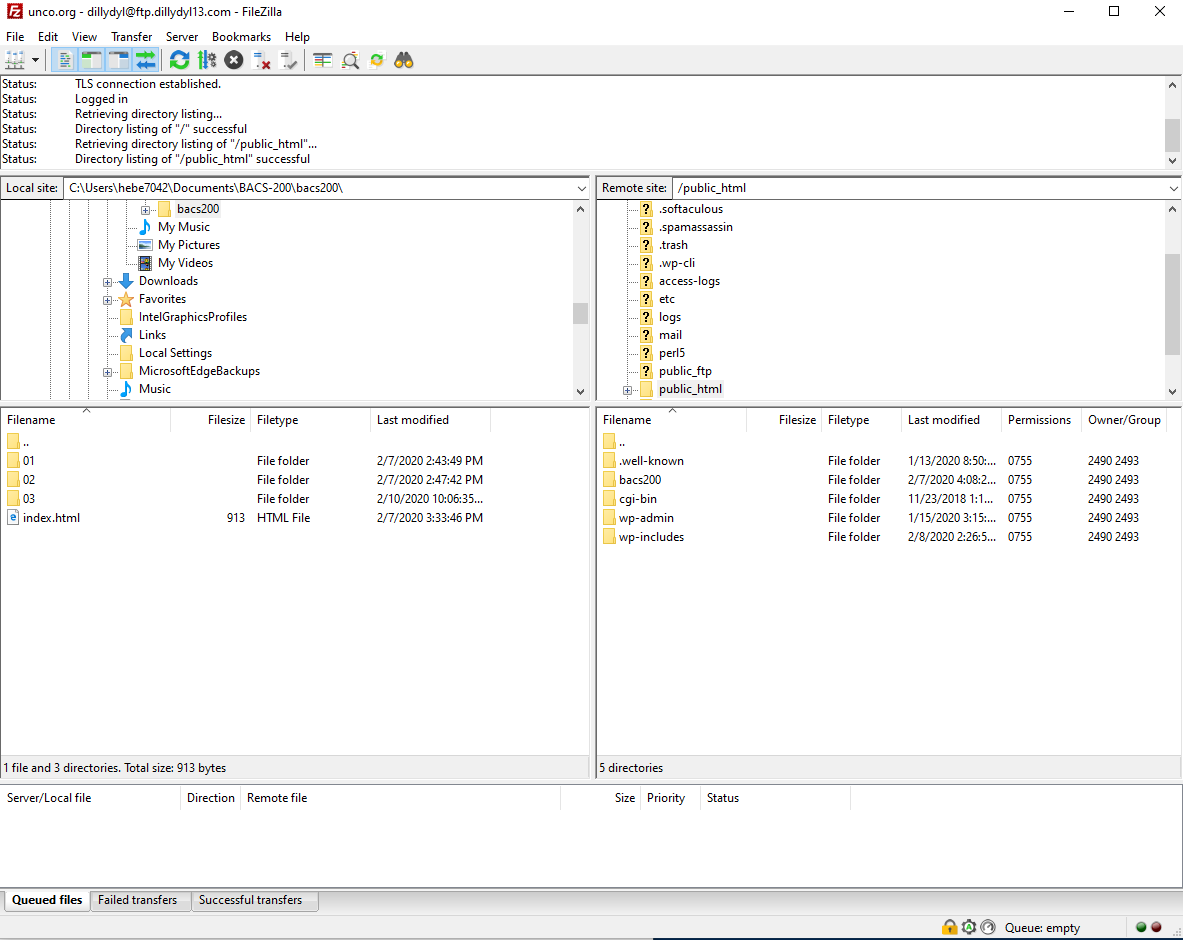 unco.org - dillydyl@ftp.dillydyl13.com - FileZilla
File Edit View Transfer Server Bookmarks Help
Status: TLS connection established.
Status: Logged in
Status: Retrieving directory listing...
Status: Directory listing of "/" successful
Status: Retrieving directory listing of "/public_html"...
Status: Directory listing of "/public_html" successful
Local site: C:\Users\hebe7042\Documents\BACS-200\bacs200\
bacs200
My Music
My Pictures
My Videos
Downloads
Favorites
IntelGraphicsProfiles
Links
Local Settings
MicrosoftEdgeBackups
Music
Remote site: /public_html
.softaculous
.spamassassin
.trash
.wp-cli
access-logs
etc
logs
mail
perl5
public_ftp
public_html
Filename Filesize Filetype Last modified
..
01 File folder 2/7/2020 2:43:49 PM
02 File folder 2/7/2020 2:47:42 PM
03 File folder 2/10/2020 10:06:35...
index.html 913 HTML File 2/7/2020 3:33:46 PM
1 file and 3 directories. Total size: 913 bytes
Filename Filesize Filetype Last modified Permissions Owner/Group
..
.well-known File folder 1/13/2020 8:50:... 0755 2490 2493
bacs200 File folder 2/7/2020 4:08:2... 0755 2490 2493
cgi-bin File folder 11/23/2018 1:1... 0755 2490 2493
wp-admin File folder 1/15/2020 3:15:... 0755 2490 2493
wp-includes File folder 2/8/2020 2:26:5... 0755 2490 2493
5 directories
Server/Local file Direction Remote file Size Priority Status
Queued files Failed transfers Successful transfers
Queue: empty